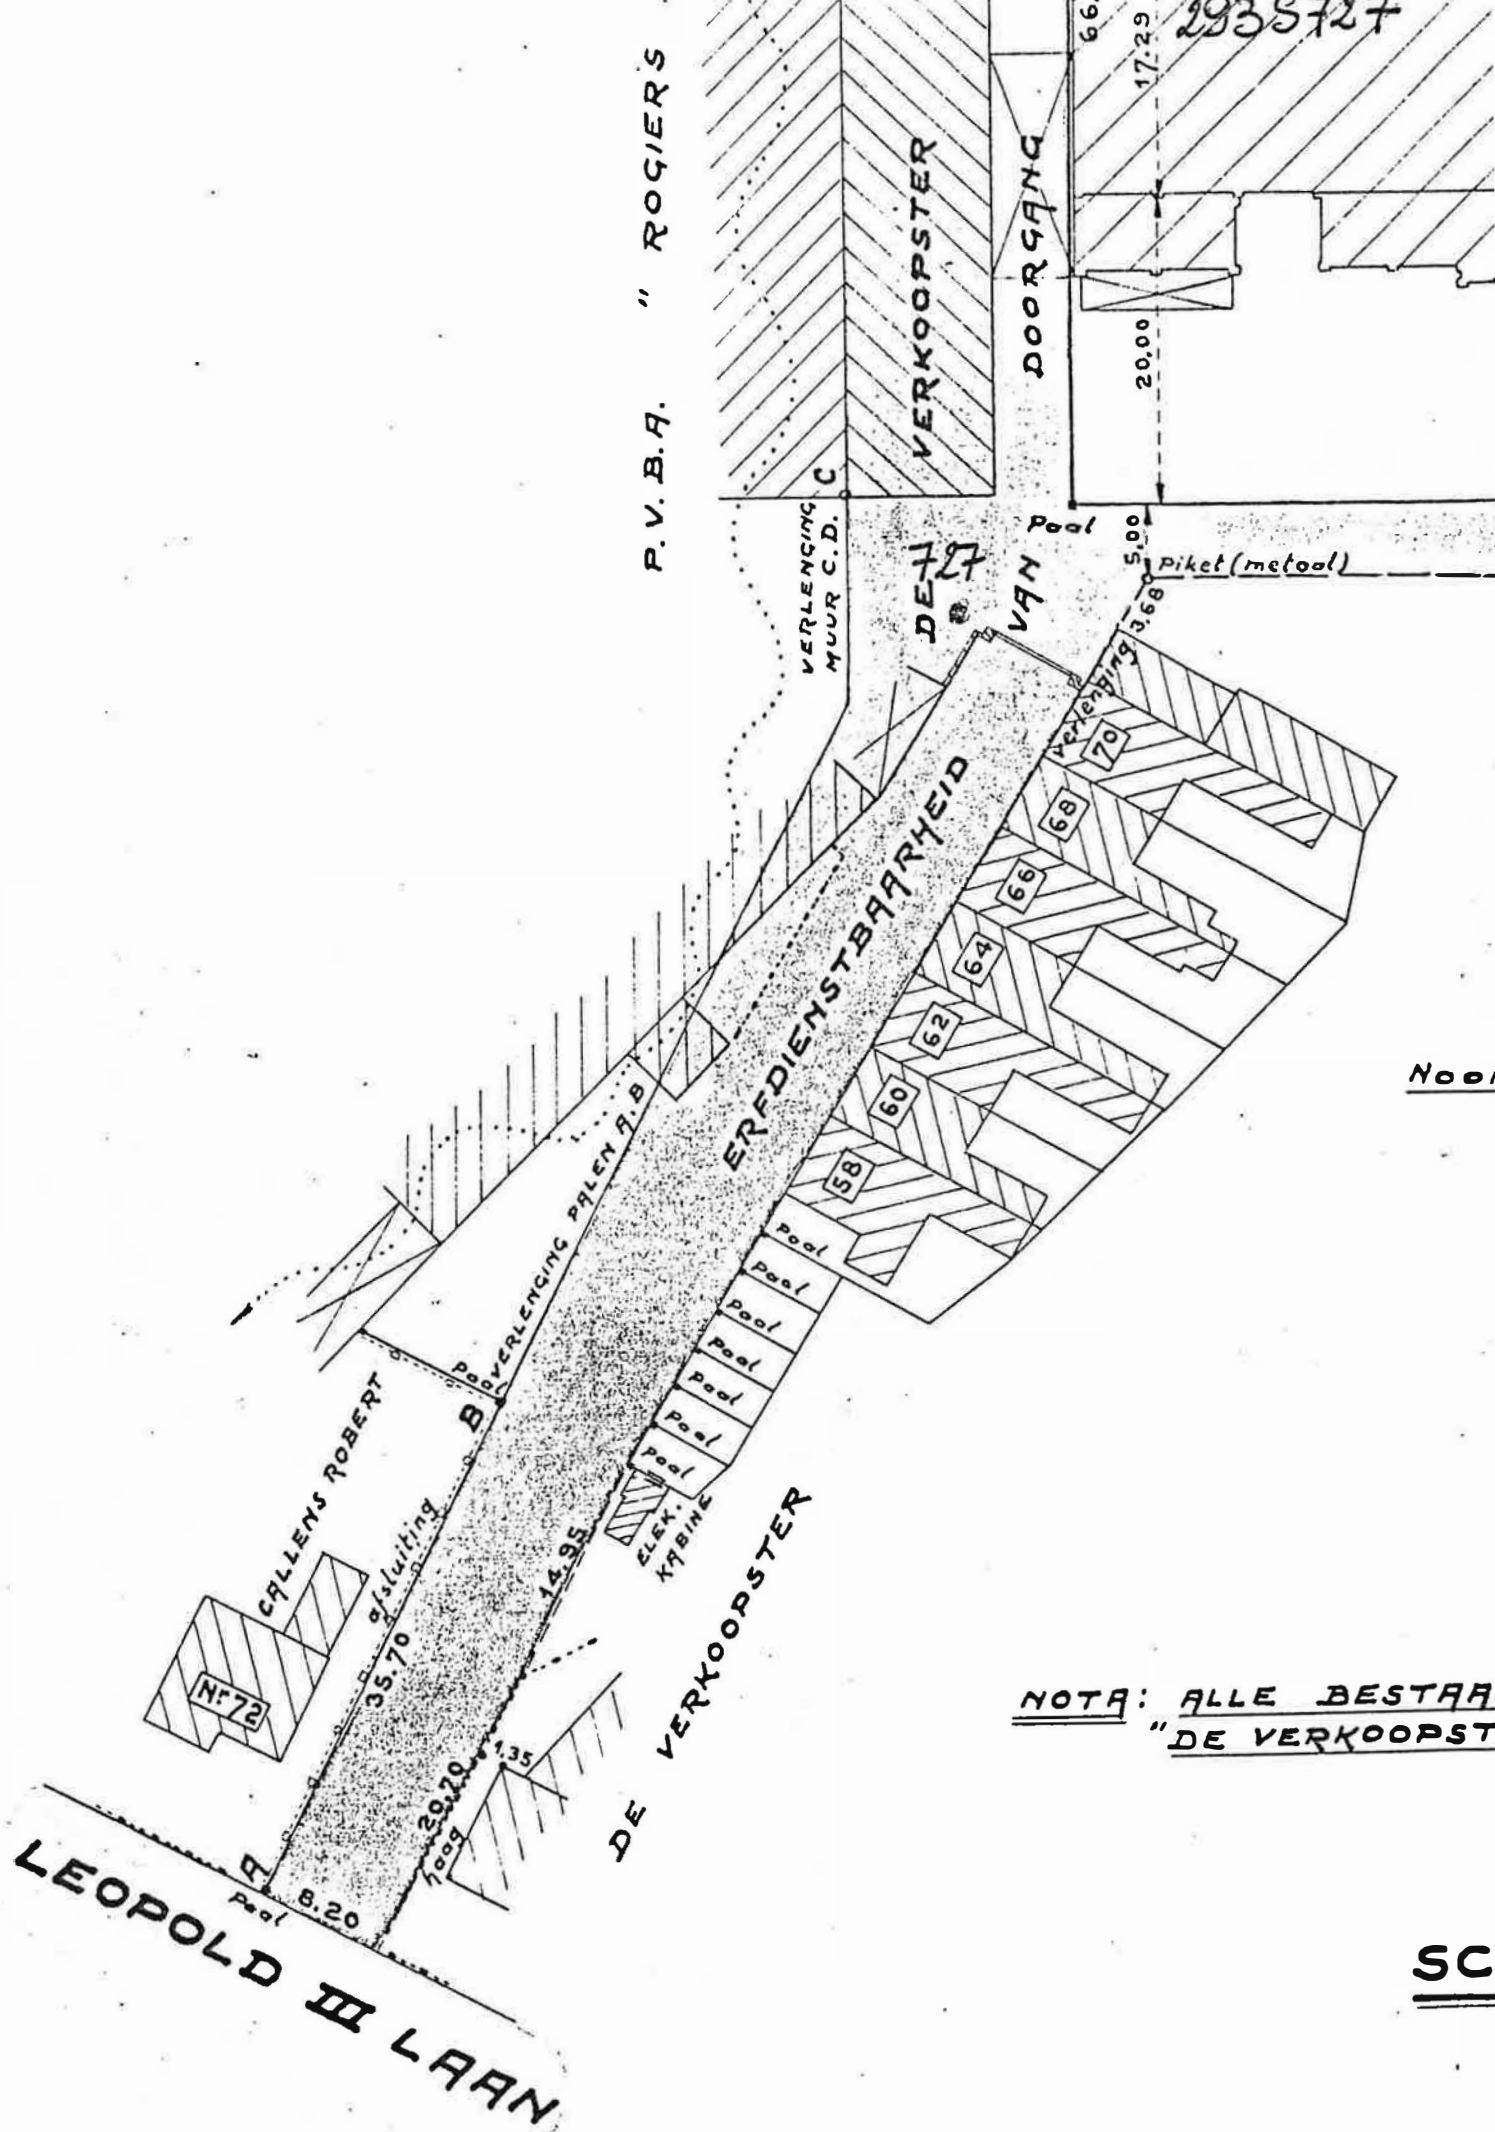 P.V.B.A. " ROGIERS
293S727
17.29
20,00
VERKOOPSTER
DOORGANG
C
VERLENGING
MUUR C.D.
727
DE
VAN
Paal
5,00
Piket (metaal)
3,68
verlenging
70
68
66
64
62
60
58
ERFDIENSTBAARHEID
VERLENGING PALEN A.B
Paal
B
Paal
Paal
Paal
Paal
Paal
Paal
Paal
ELEK.
KABINE
14.95
CALLENS ROBERT
afsluiting
35.70
Nr 72
1,35
20,70
haag
DE VERKOOPSTER
A
Paal
8.20
LEOPOLD III LAAN
NOTA: ALLE BESTAA
"DE VERKOOPST
SC